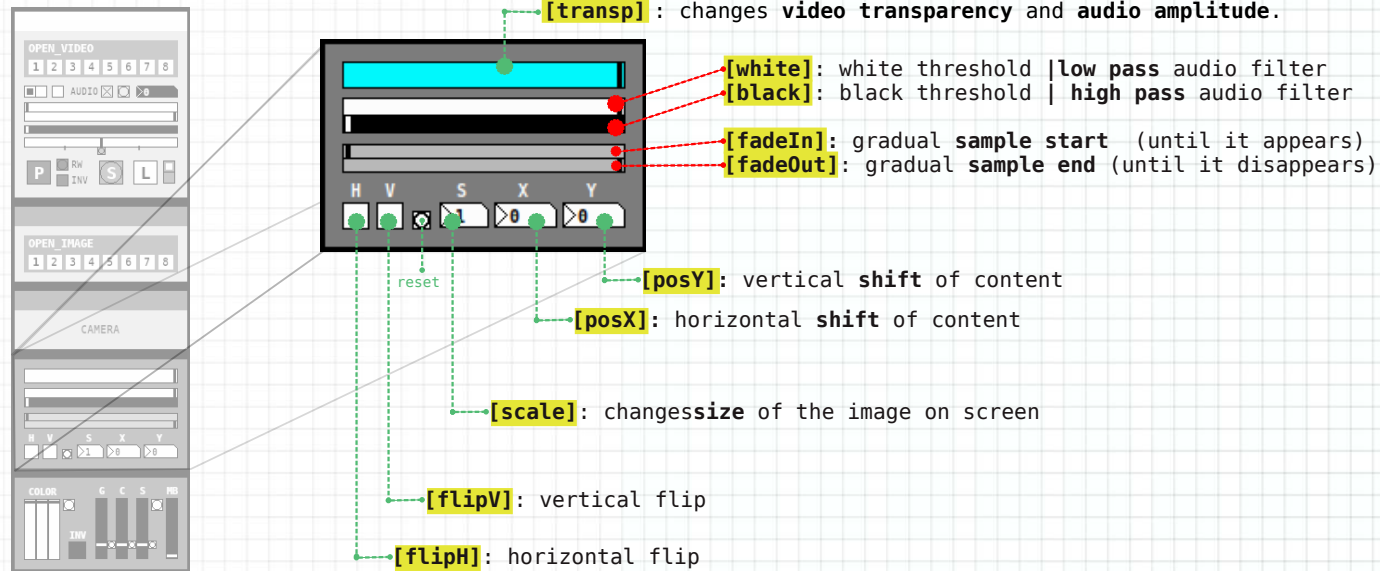 [transp] : changes video transparency and audio amplitude.
OPEN_VIDEO
1 2 3 4 5 6 7 8
AUDIO 0
P RW INV S L
OPEN_IMAGE
1 2 3 4 5 6 7 8
CAMERA
H V S X Y
1 0 0
COLOR G C S MB
INV
[white]: white threshold |low pass audio filter
[black]: black threshold | high pass audio filter
[fadeIn]: gradual sample start (until it appears)
[fadeOut]: gradual sample end (until it disappears)
H V S X Y
1 0 0
reset
[posY]: vertical shift of content
[posX]: horizontal shift of content
[scale]: changessize of the image on screen
[flipV]: vertical flip
[flipH]: horizontal flip